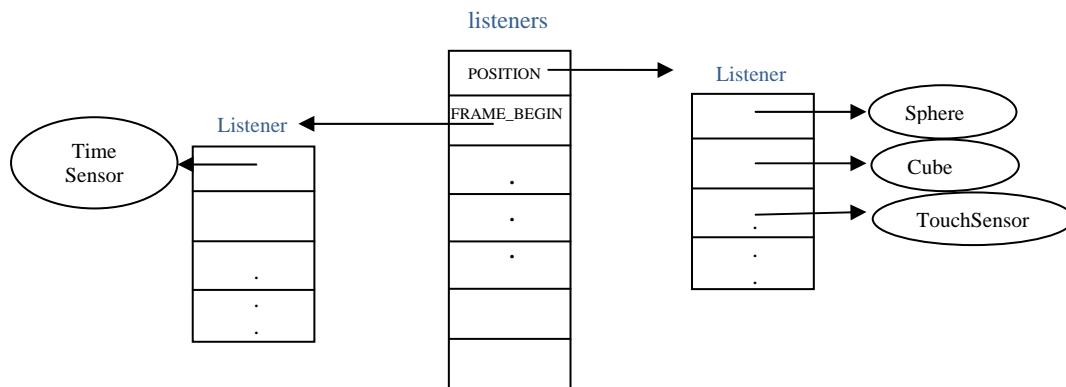 listeners
POSITION
FRAME_BEGIN
Listener
Time
Sensor
Listener
Sphere
Cube
TouchSensor